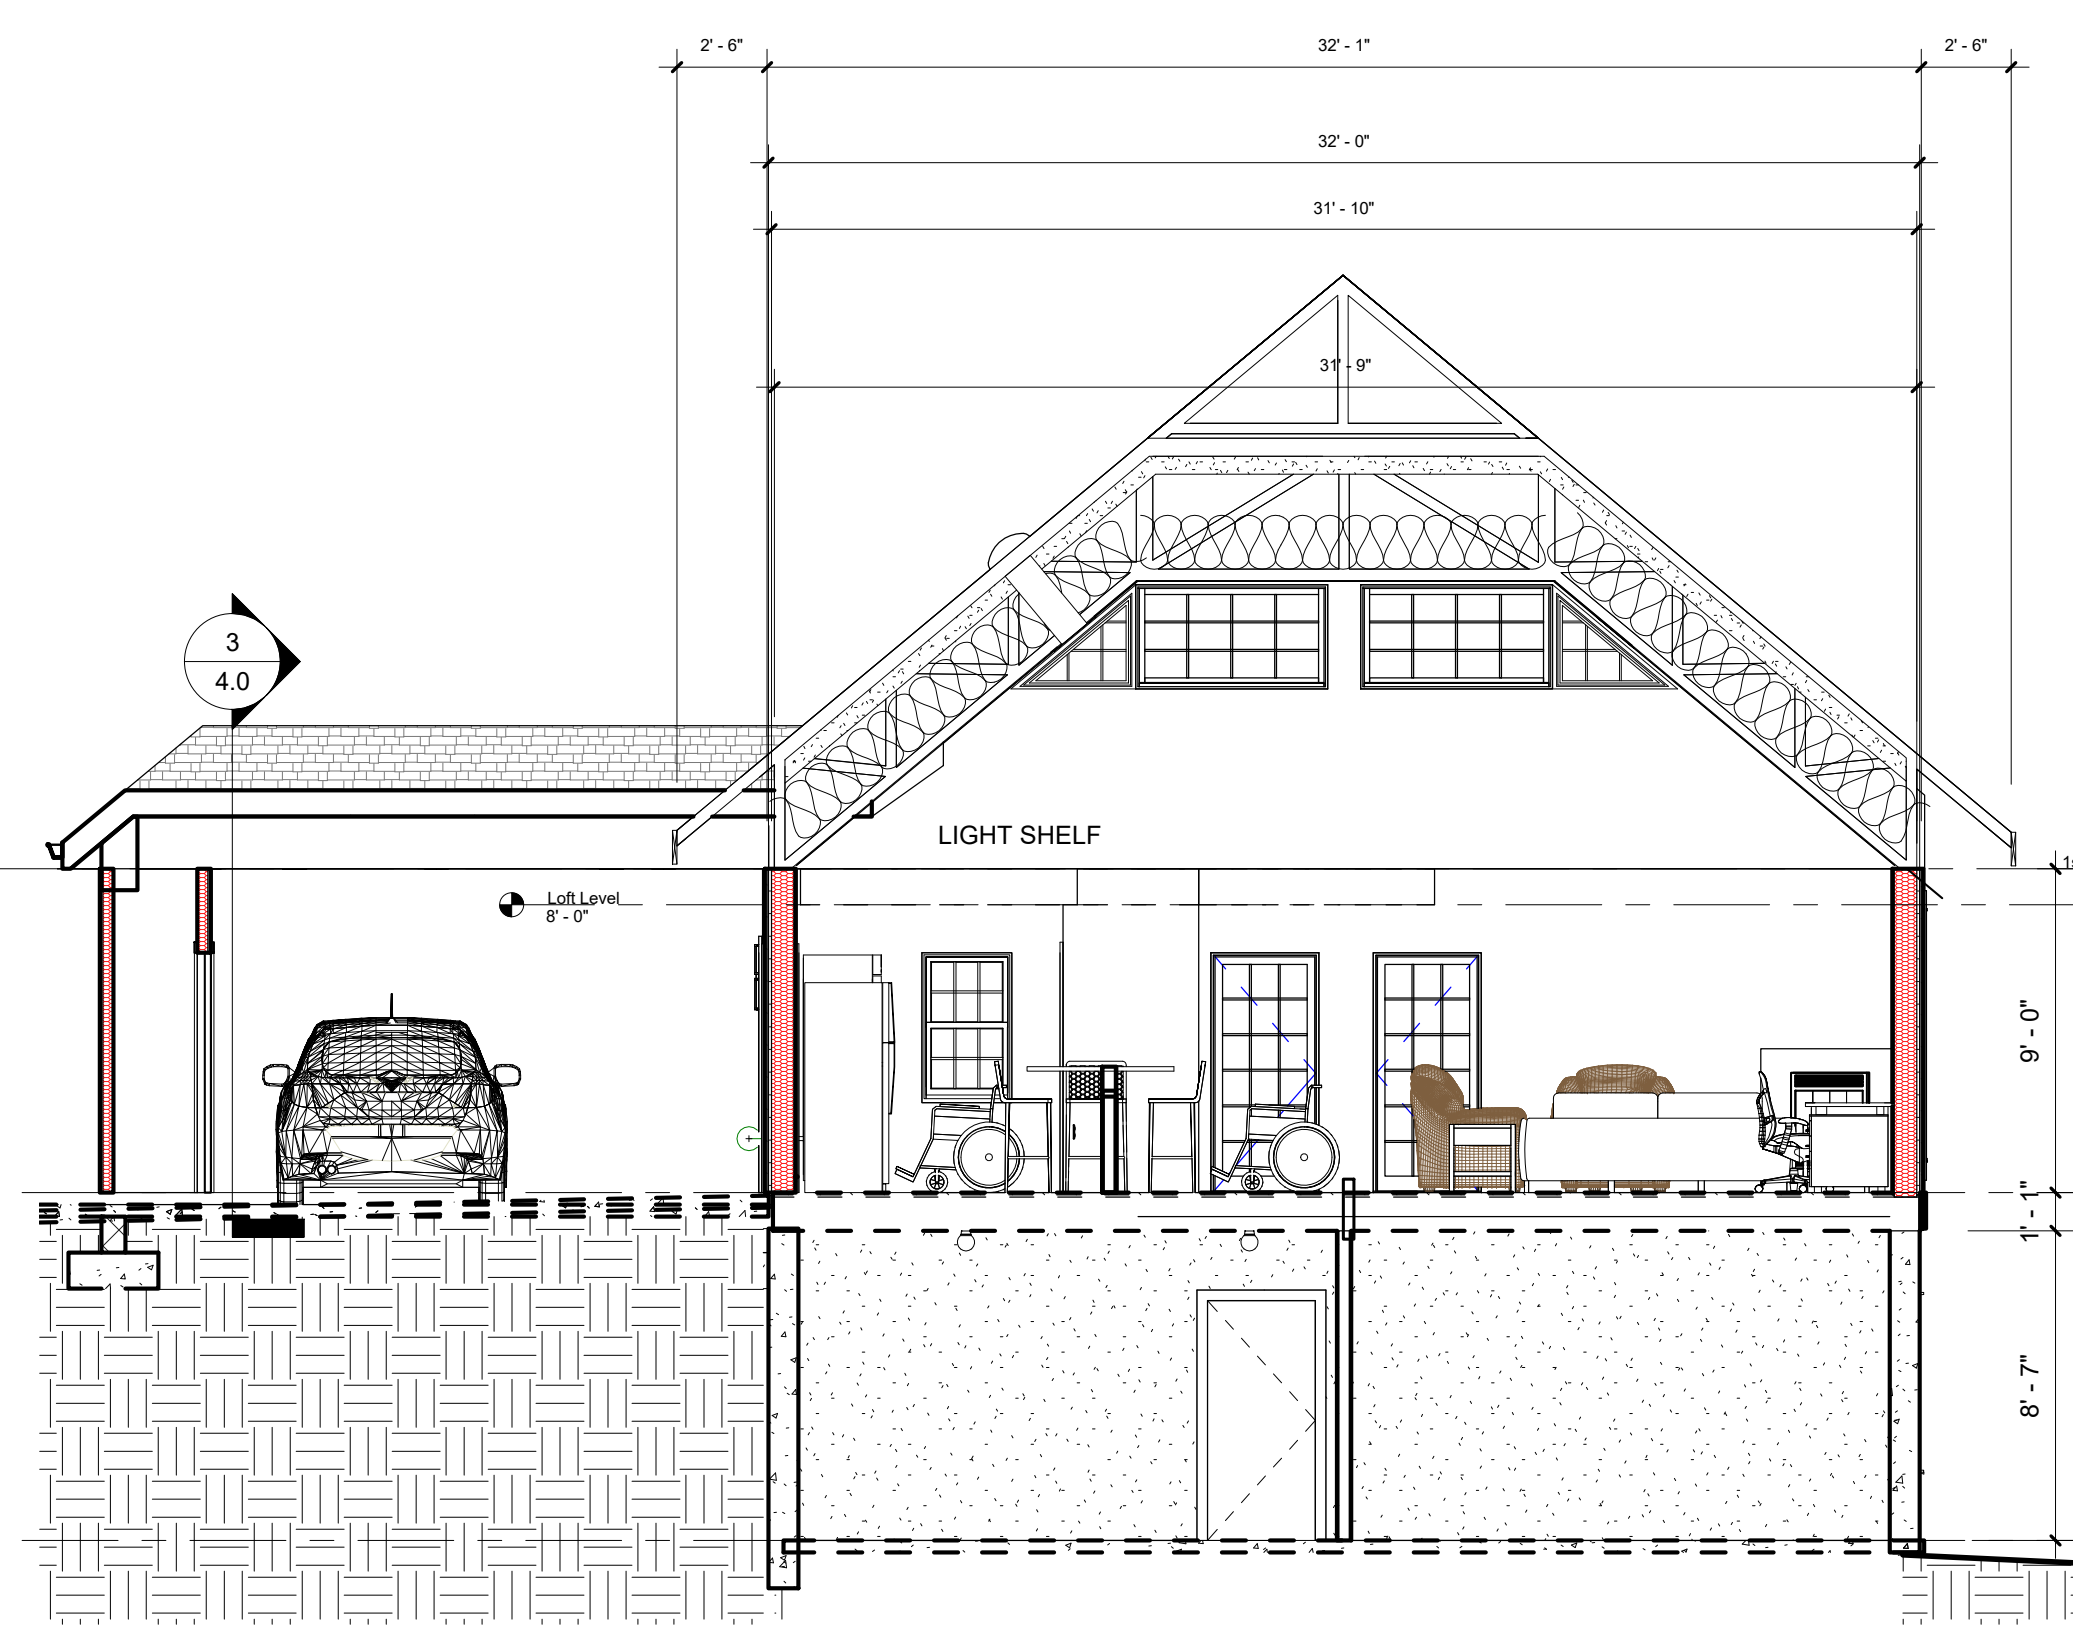 2' - 6"
32' - 1"
2' - 6"
32' - 0"
31' - 10"
31' - 9"
3
4.0
LIGHT SHELF
Loft Level
8' - 0"
9' - 0"
1' - 1"
8' - 7"